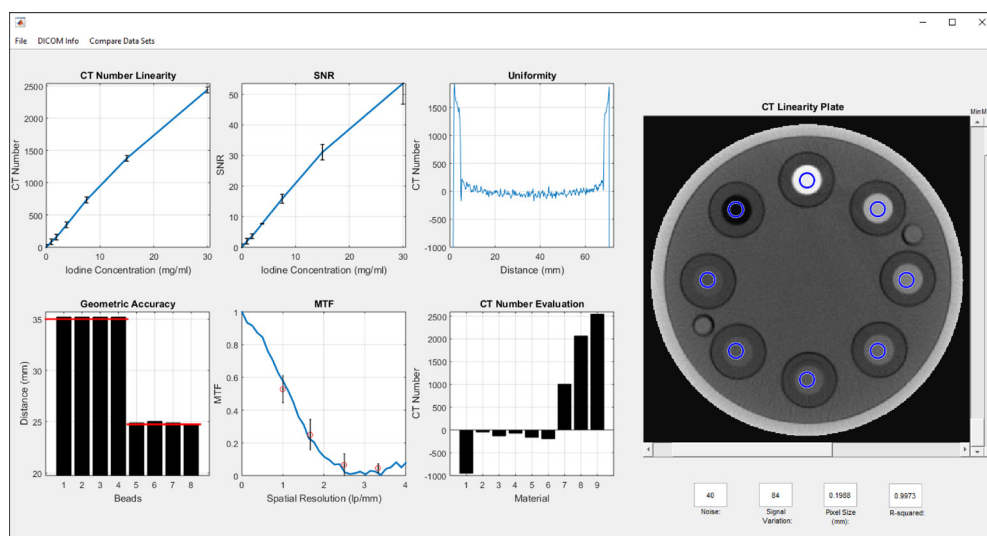 File DICOM Info Compare Data Sets
CT Number Linearity
CT Number
2500
2000
1500
1000
500
0
0 10 20 30
Iodine Concentration (mg/ml)
SNR
SNR
50
40
30
20
10
0
0 10 20 30
Iodine Concentration (mg/ml)
Uniformity
CT Number
1500
1000
500
0
-500
-1000
0 20 40 60
Distance (mm)
CT Linearity Plate
Geometric Accuracy
Distance (mm)
35
30
25
20
1 2 3 4 5 6 7 8
Beads
MTF
MTF
1
0.8
0.6
0.4
0.2
0
0 1 2 3 4
Spatial Resolution (lp/mm)
CT Number Evaluation
CT Number
2500
2000
1500
1000
500
0
-500
-1000
1 2 3 4 5 6 7 8 9
Material
40 84 0.1988 0.9973
Noise: Signal Variation: Pixel Size (mm): R-squared: